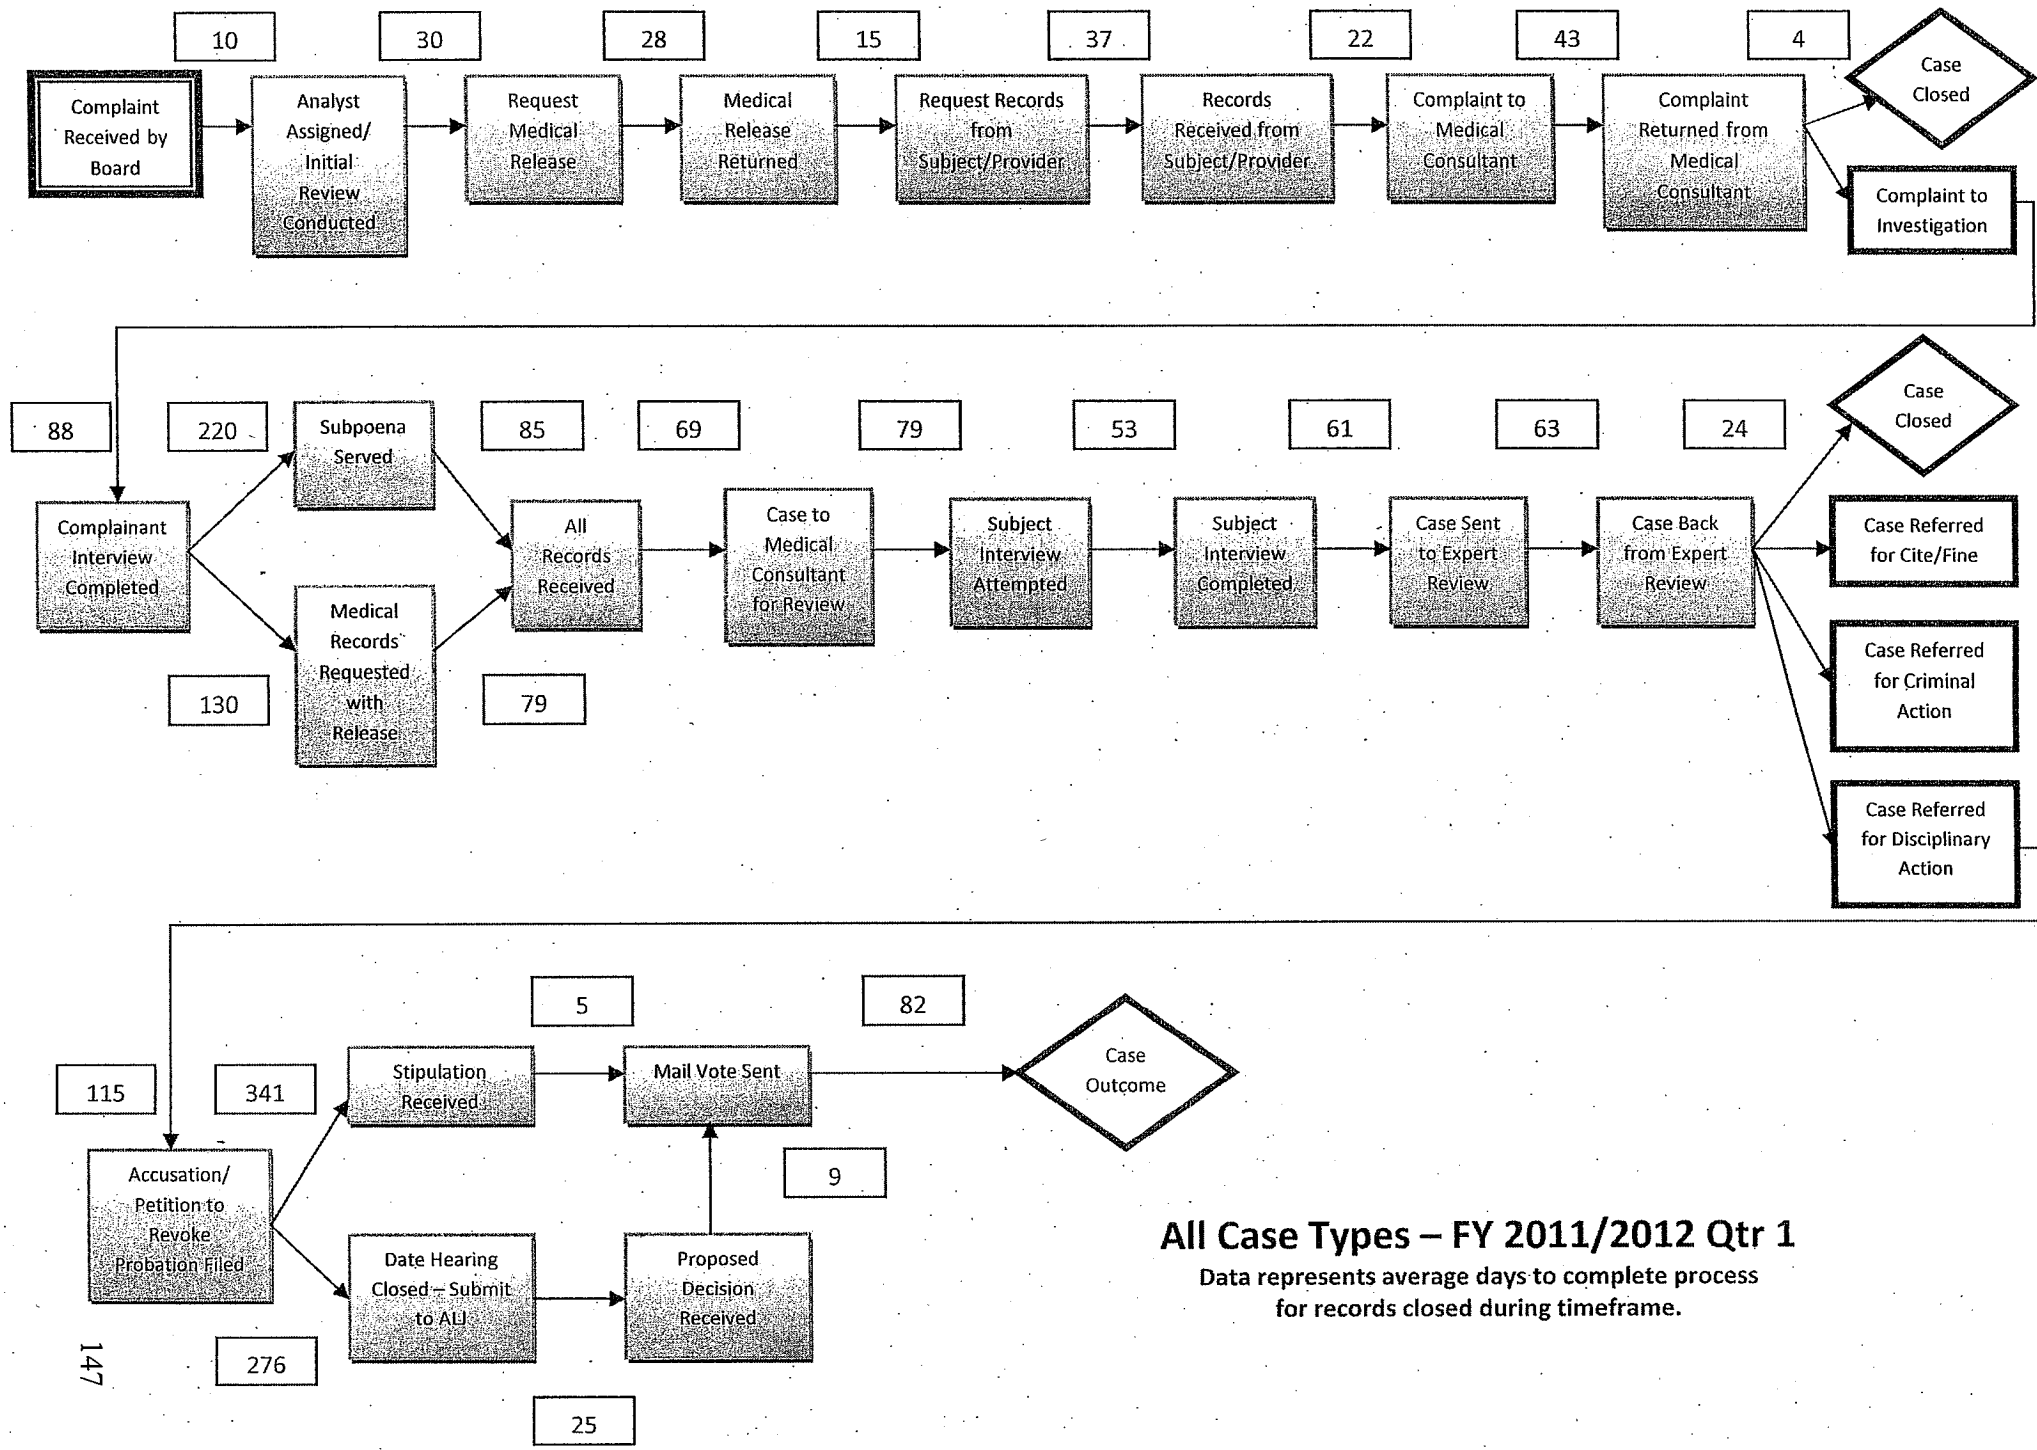 10
30
28
15
37
22
43
4
Complaint
Received by
Board
Analyst
Assigned/
Initial
Review
Conducted
Request
Medical
Release
Medical
Release
Returned
Request Records
from
Subject/Provider
Records
Received from
Subject/Provider
Complaint to
Medical
Consultant
Complaint
Returned from
Medical
Consultant
Case
Closed
Complaint to
Investigation
88
220
85
69
79
53
61
63
24
Complainant
Interview
Completed
Subpoena
Served
130
Medical
Records
Requested
with
Release
79
All
Records
Received
Case to
Medical
Consultant
for Review
Subject
Interview
Attempted
Subject
Interview
Completed
Case Sent
to Expert
Review
Case Back
from Expert
Review
Case
Closed
Case Referred
for Cite/Fine
Case Referred
for Criminal
Action
Case Referred
for Disciplinary
Action
115
341
5
82
Accusation/
Petition to
Revoke
Probation Filed
Stipulation
Received
Mail Vote Sent
Case
Outcome
9
276
Date Hearing
Closed – Submit
to ALJ
25
Proposed
Decision
Received
All Case Types – FY 2011/2012 Qtr 1
Data represents average days to complete process
for records closed during timeframe.
147